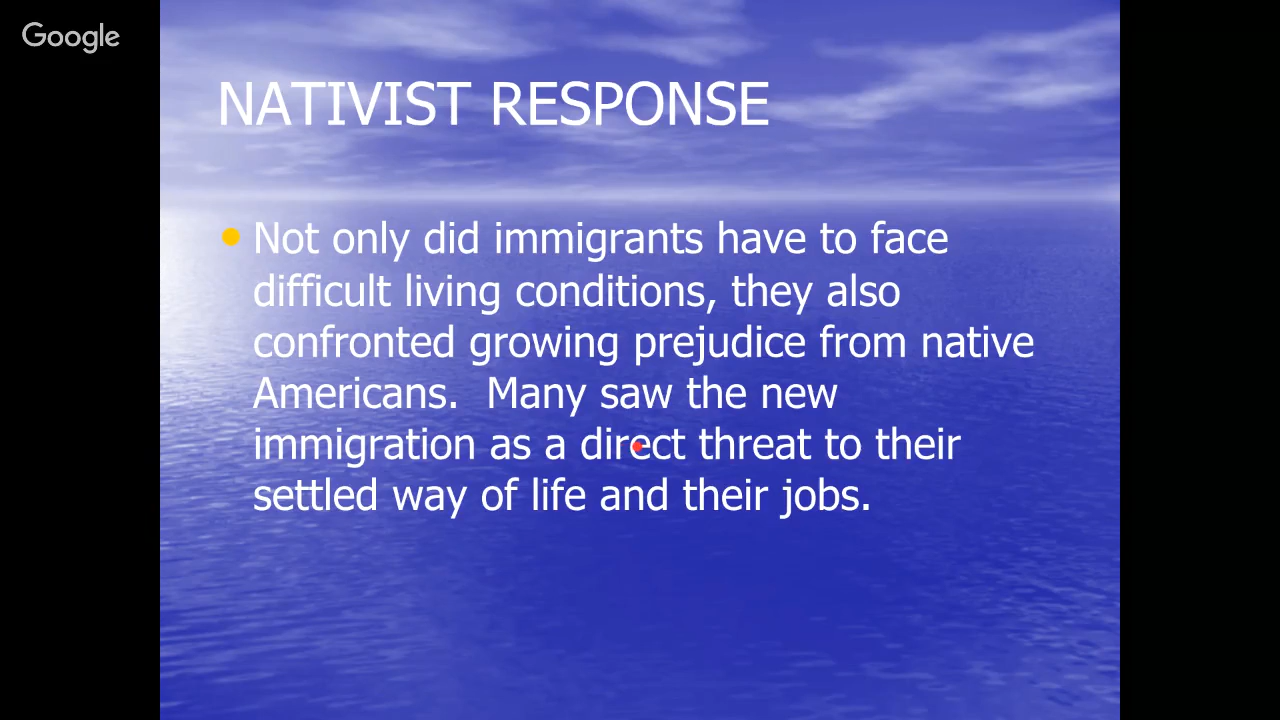 Google
NATIVIST RESPONSE
Not only did immigrants have to face
difficult living conditions, they also
confronted growing prejudice from native
Americans.  Many saw the new
immigration as a direct threat to their
settled way of life and their jobs.